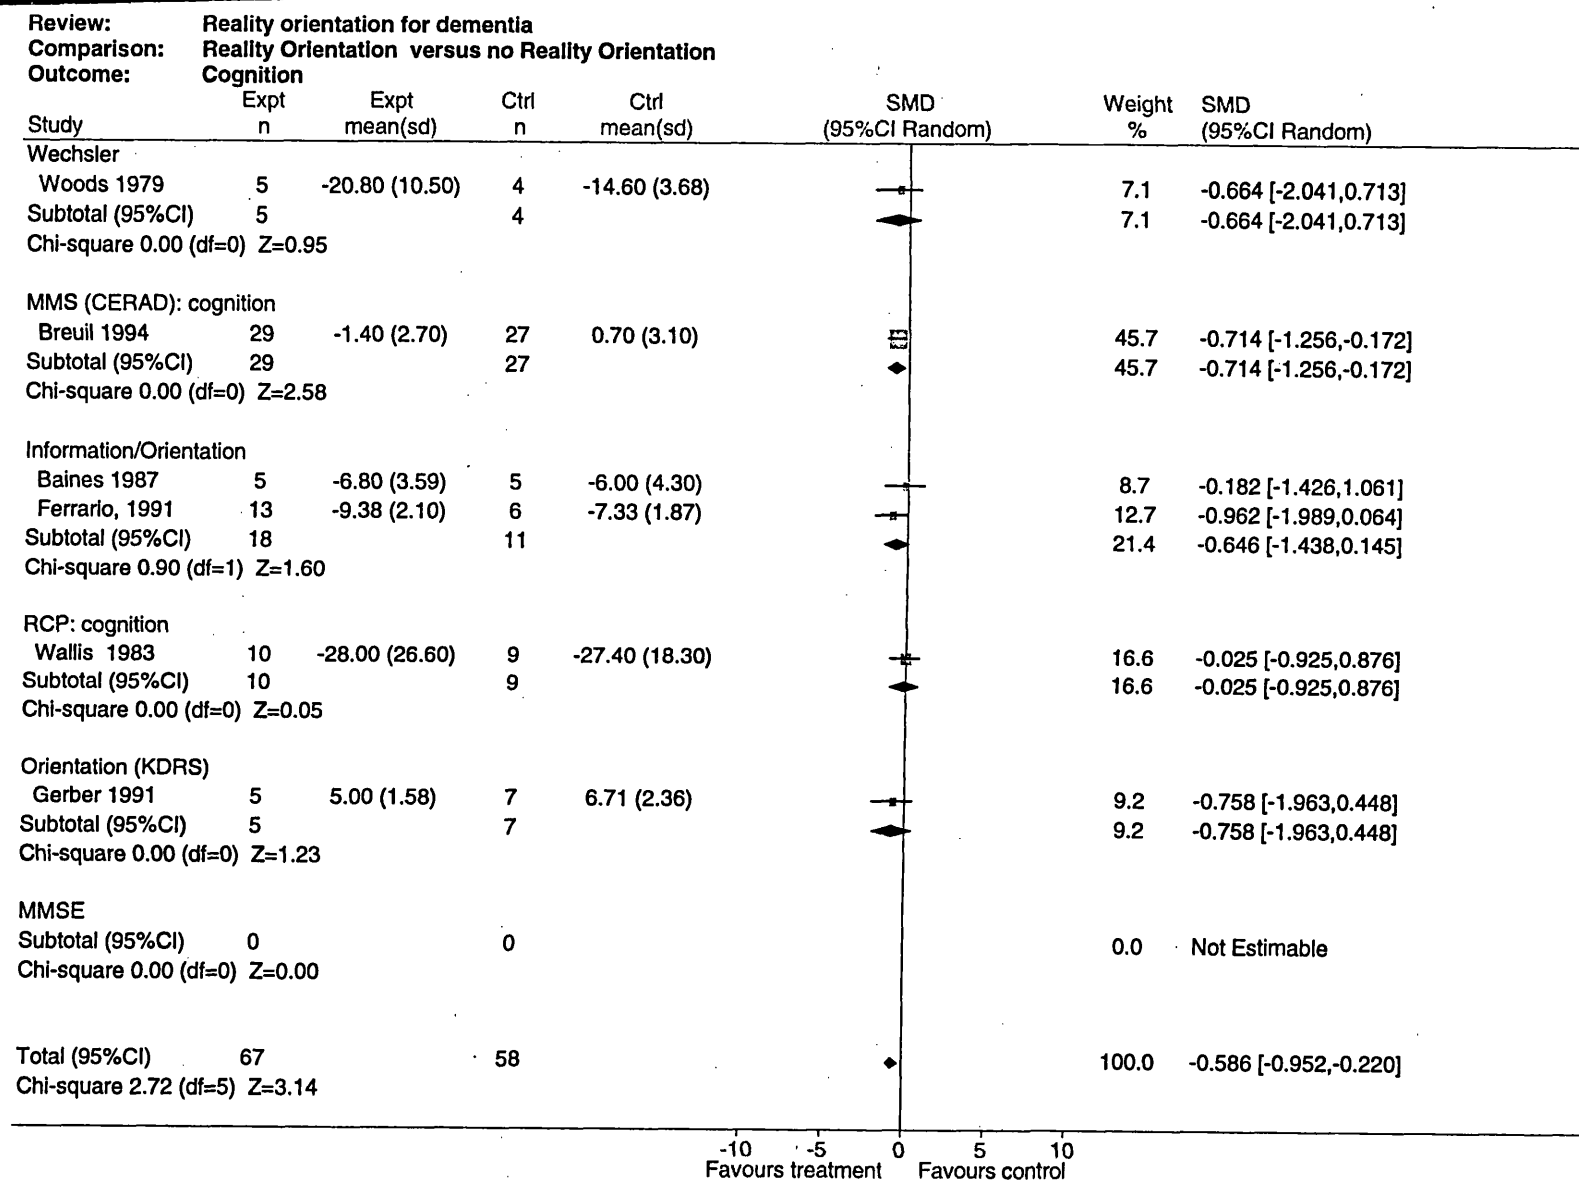 Review: Reality orientation for dementia
Comparison: Reality Orientation versus no Reality Orientation
Outcome: Cognition
Expt Expt Ctrl Ctrl SMD Weight SMD
Study n mean(sd) n mean(sd) (95%CI Random) % (95%CI Random)
Wechsler
Woods 1979 5 -20.80 (10.50) 4 -14.60 (3.68) 7.1 -0.664 [-2.041,0.713]
Subtotal (95%CI) 5 4 7.1 -0.664 [-2.041,0.713]
Chi-square 0.00 (df=0) Z=0.95
MMS (CERAD): cognition
Breuil 1994 29 -1.40 (2.70) 27 0.70 (3.10) 45.7 -0.714 [-1.256,-0.172]
Subtotal (95%CI) 29 27 45.7 -0.714 [-1.256,-0.172]
Chi-square 0.00 (df=0) Z=2.58
Information/Orientation
Baines 1987 5 -6.80 (3.59) 5 -6.00 (4.30) 8.7 -0.182 [-1.426,1.061]
Ferrario, 1991 13 -9.38 (2.10) 6 -7.33 (1.87) 12.7 -0.962 [-1.989,0.064]
Subtotal (95%CI) 18 11 21.4 -0.646 [-1.438,0.145]
Chi-square 0.90 (df=1) Z=1.60
RCP: cognition
Wallis 1983 10 -28.00 (26.60) 9 -27.40 (18.30) 16.6 -0.025 [-0.925,0.876]
Subtotal (95%CI) 10 9 16.6 -0.025 [-0.925,0.876]
Chi-square 0.00 (df=0) Z=0.05
Orientation (KDRS)
Gerber 1991 5 5.00 (1.58) 7 6.71 (2.36) 9.2 -0.758 [-1.963,0.448]
Subtotal (95%CI) 5 7 9.2 -0.758 [-1.963,0.448]
Chi-square 0.00 (df=0) Z=1.23
MMSE
Subtotal (95%CI) 0 0 0.0 Not Estimable
Chi-square 0.00 (df=0) Z=0.00
Total (95%CI) 67 58 100.0 -0.586 [-0.952,-0.220]
Chi-square 2.72 (df=5) Z=3.14
-10 -5 0 5 10
Favours treatment Favours control